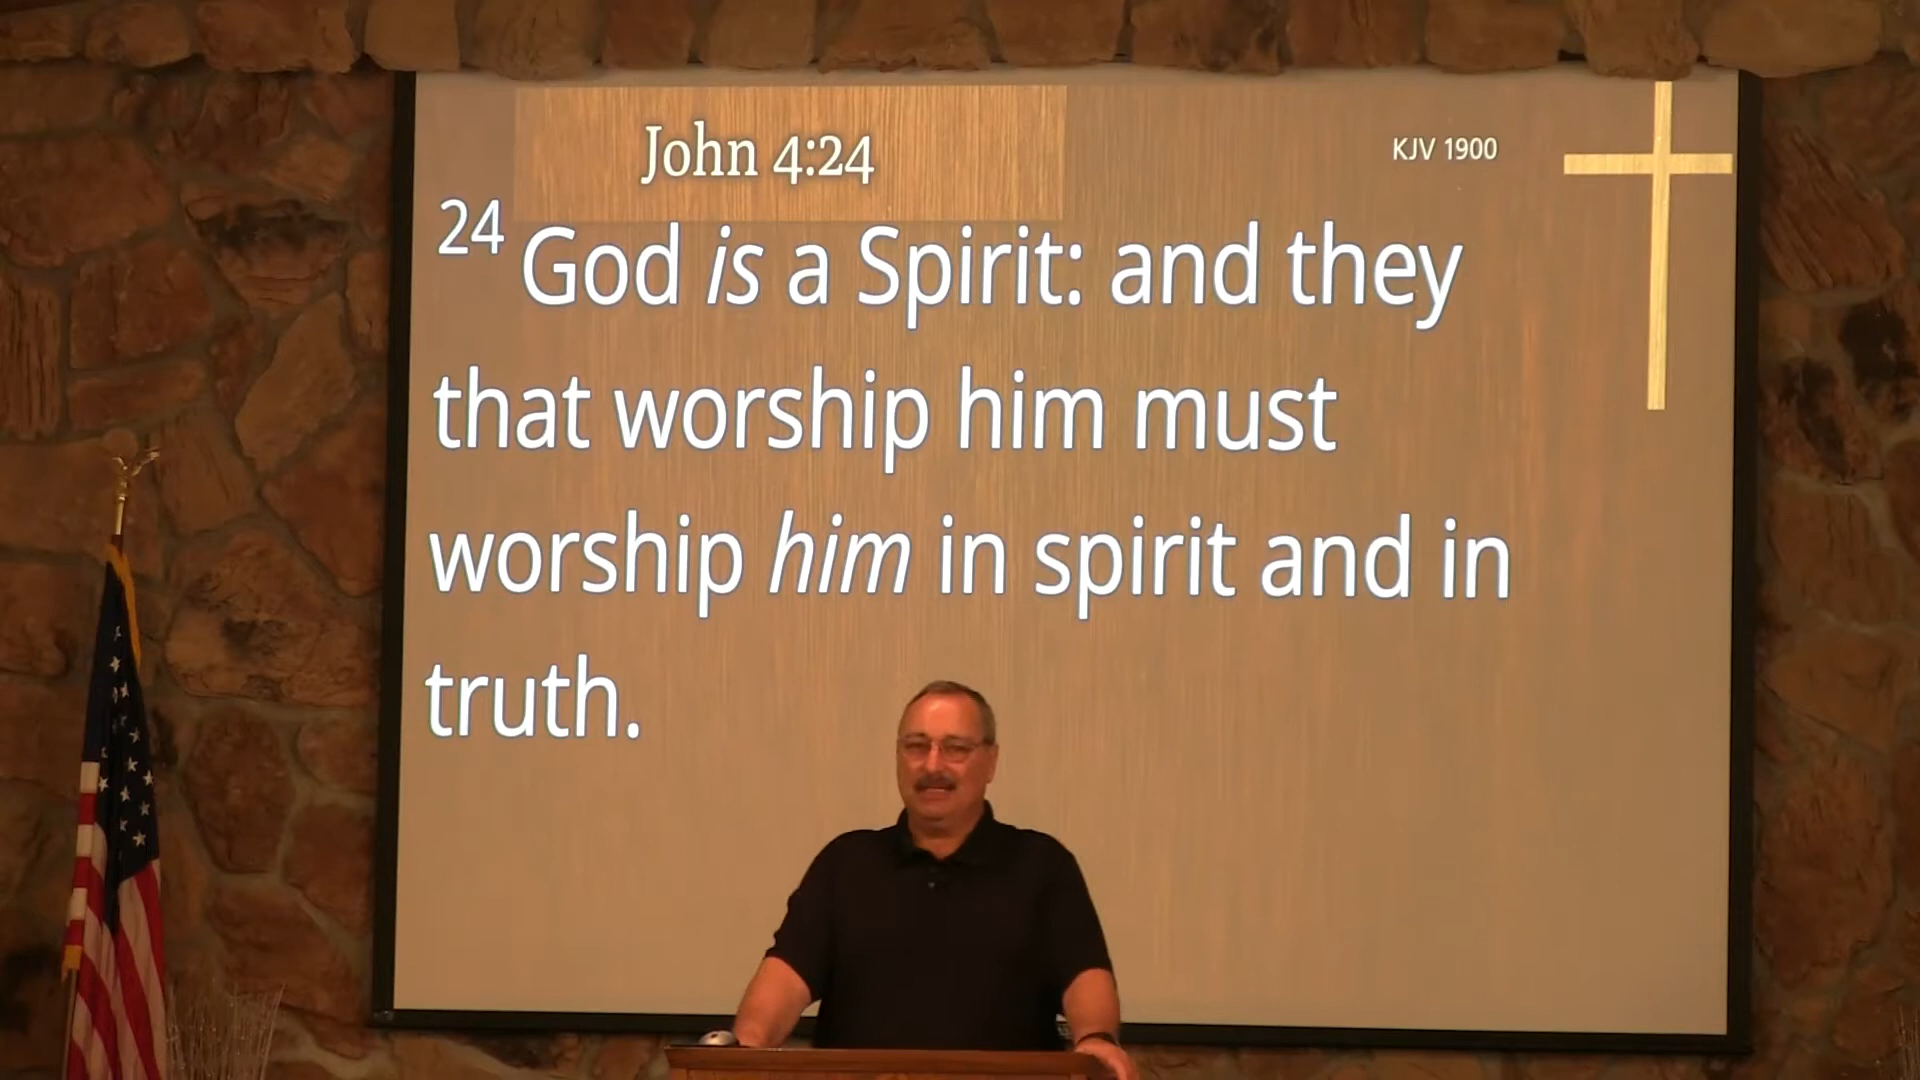 John 4:24
KJV 1900
24 God is a Spirit: and they
that worship him must
worship him in spirit and in
truth.